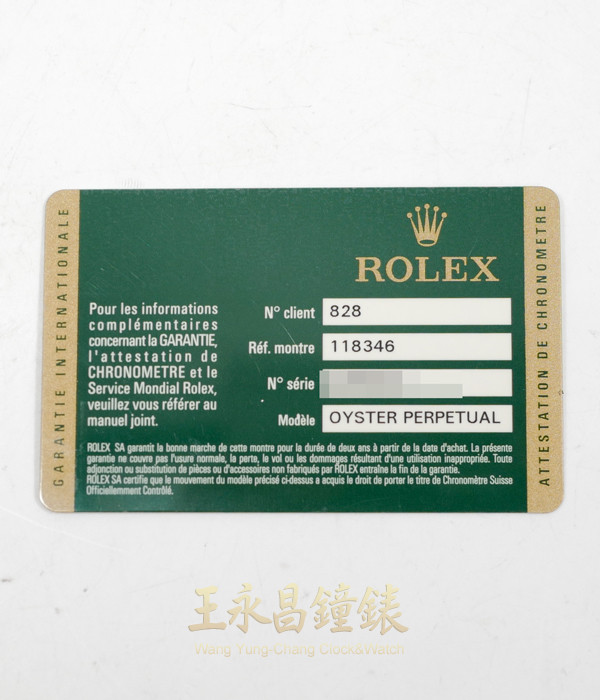 GARANTIE INTERNATIONALE
ROLEX
Pour les informations
complémentaires
concernant la GARANTIE,
l'attestation de
CHRONOMETRE et le
Service Mondial Rolex,
veuillez vous référer au
manuel joint.
N° client 828
Réf. montre 118346
N° série
Modèle OYSTER PERPETUAL
ROLEX SA garantit la bonne marche de cette montre pour la durée de deux ans à partir de la date d'achat. La présente
garantie ne couvre pas l'usure normale, la perte, le vol ou les dommages résultant d'une utilisation inappropriée. Toute
adjonction ou substitution de pièces ou d'accessoires non fabriqués par ROLEX entraîne la fin de la garantie.
ROLEX SA certifie que le mouvement du modèle précisé ci-dessus a acquis le droit de porter le titre de Chronomètre Suisse
Officiellement Contrôlé.
ATTESTATION DE CHRONOMETRE
王永昌鐘錶
Wang Yung-Chang Clock&Watch